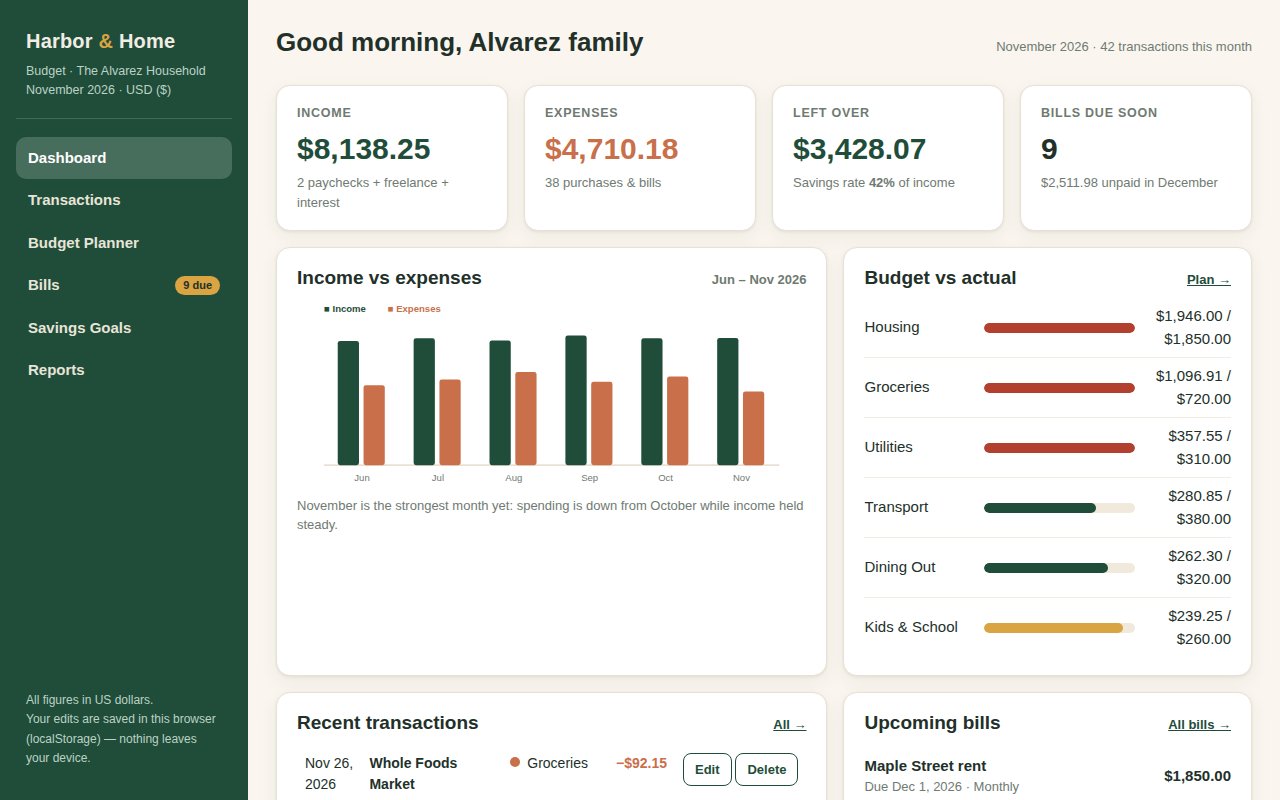 Harbor & Home
Budget · The Alvarez Household
November 2026 · USD ($)
Dashboard
Transactions
Budget Planner
Bills
9 due
Savings Goals
Reports
All figures in US dollars.
Your edits are saved in this browser
(localStorage) — nothing leaves
your device.
Good morning, Alvarez family
November 2026 · 42 transactions this month
INCOME
$8,138.25
2 paychecks + freelance +
interest
EXPENSES
$4,710.18
38 purchases & bills
LEFT OVER
$3,428.07
Savings rate 42% of income
BILLS DUE SOON
9
$2,511.98 unpaid in December
Income vs expenses
Jun – Nov 2026
■ Income
■ Expenses
Jun
Jul
Aug
Sep
Oct
Nov
November is the strongest month yet: spending is down from October while income held
steady.
Budget vs actual
Plan →
Housing
$1,946.00 /
$1,850.00
Groceries
$1,096.91 /
$720.00
Utilities
$357.55 /
$310.00
Transport
$280.85 /
$380.00
Dining Out
$262.30 /
$320.00
Kids & School
$239.25 /
$260.00
Recent transactions
All →
Nov 26,
2026
Whole Foods
Market
Groceries
−$92.15
Edit
Delete
Upcoming bills
All bills →
Maple Street rent
Due Dec 1, 2026 · Monthly
$1,850.00